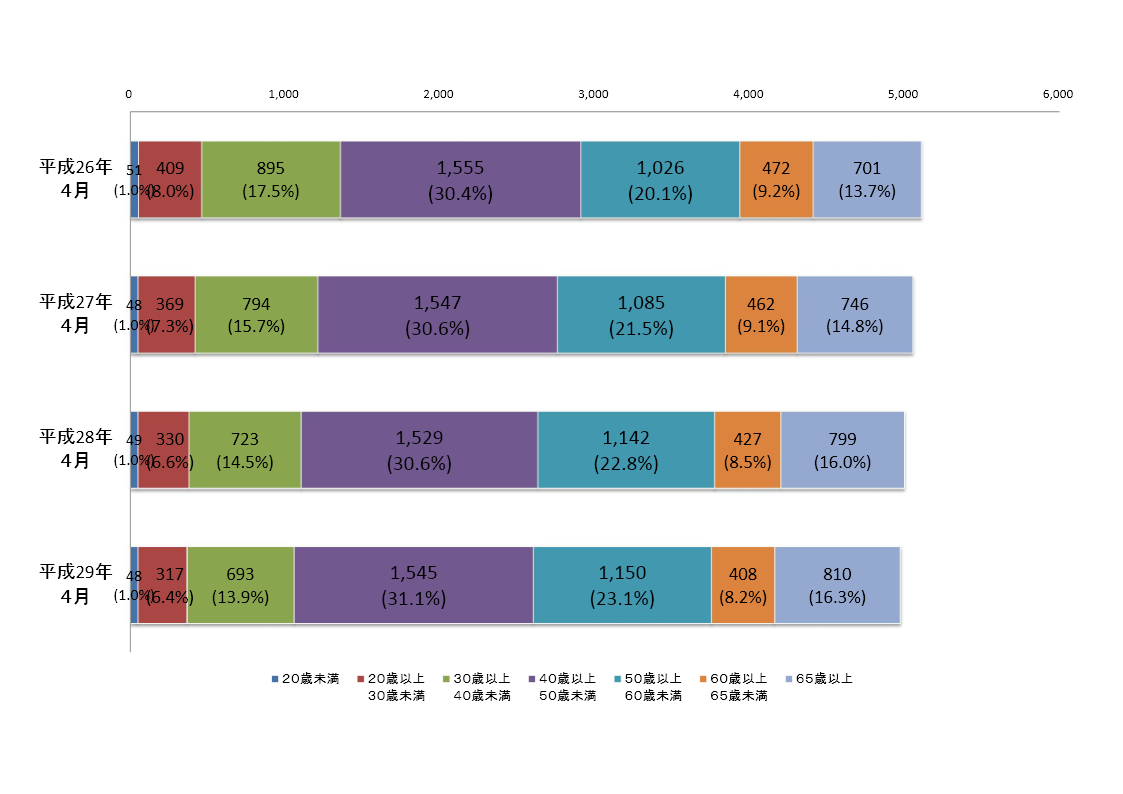 0 1,000 2,000 3,000 4,000 5,000 6,000
平成26年
４月
51 409 895 1,555 1,026 472 701
(1.0%) (8.0%) (17.5%) (30.4%) (20.1%) (9.2%) (13.7%)
平成27年
４月
48 369 794 1,547 1,085 462 746
(1.0%) (7.3%) (15.7%) (30.6%) (21.5%) (9.1%) (14.8%)
平成28年
４月
49 330 723 1,529 1,142 427 799
(1.0%) (6.6%) (14.5%) (30.6%) (22.8%) (8.5%) (16.0%)
平成29年
４月
48 317 693 1,545 1,150 408 810
(1.0%) (6.4%) (13.9%) (31.1%) (23.1%) (8.2%) (16.3%)
２０歳未満 ２０歳以上 ３０歳以上 ４０歳以上 ５０歳以上 ６０歳以上 ６５歳以上
３０歳未満 ４０歳未満 ５０歳未満 ６０歳未満 ６５歳未満